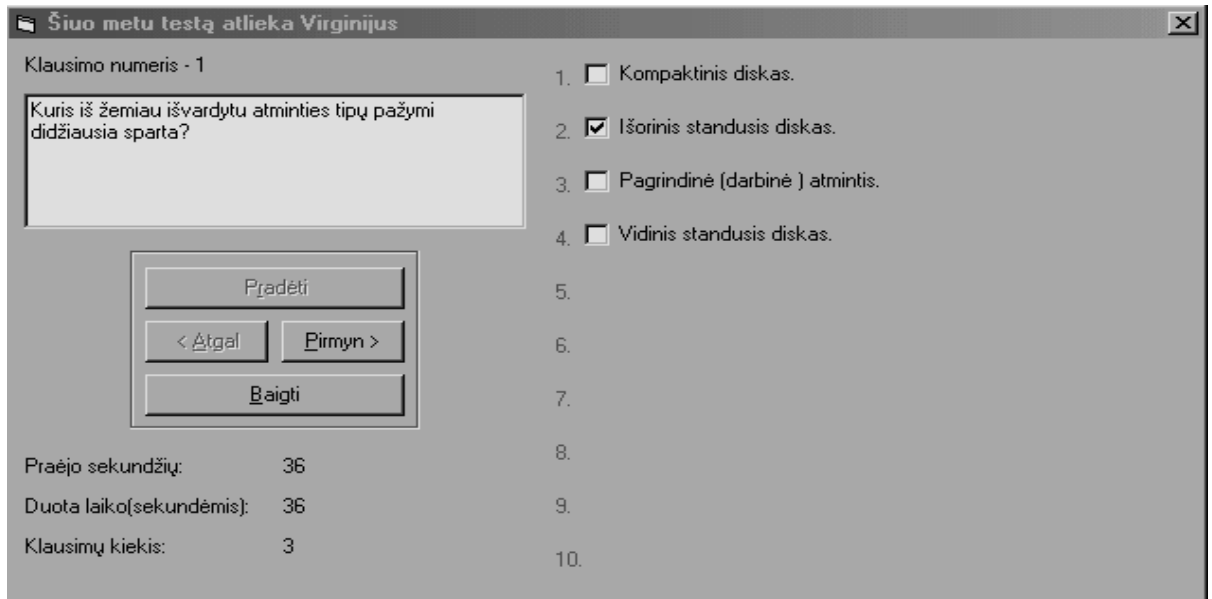 Šiuo metu testą atlieka Virginijus
Klausimo numeris - 1
Kuris iš žemiau išvardytu atminties tipų pažymi
didžiausia sparta?
Pradėti
< Atgal
Pirmyn >
Baigti
Praėjo sekundžių: 36
Duota laiko(sekundėmis): 36
Klausimų kiekis: 3
1. Kompaktinis diskas.
2. Išorinis standusis diskas.
3. Pagrindinė (darbinė ) atmintis.
4. Vidinis standusis diskas.
5.
6.
7.
8.
9.
10.